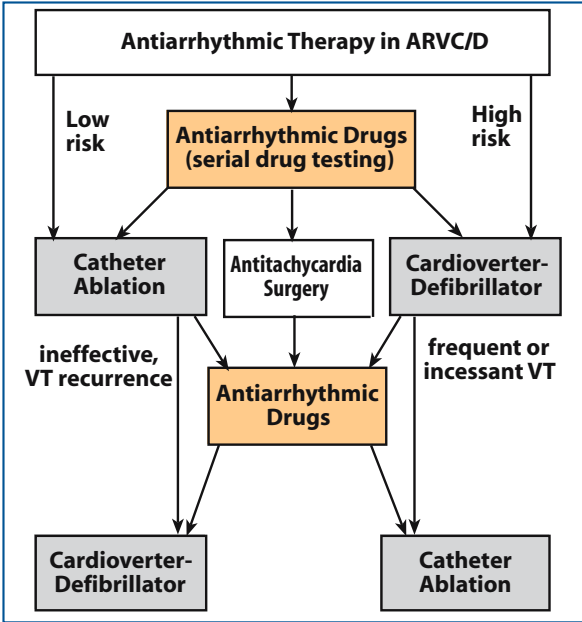 Antiarrhythmic Therapy in ARVC/D
Low
risk
High
risk
Antiarrhythmic Drugs
(serial drug testing)
Catheter
Ablation
Antitachycardia
Surgery
Cardioverter-
Defibrillator
ineffective,
VT recurrence
frequent or
incessant VT
Antiarrhythmic
Drugs
Cardioverter-
Defibrillator
Catheter
Ablation